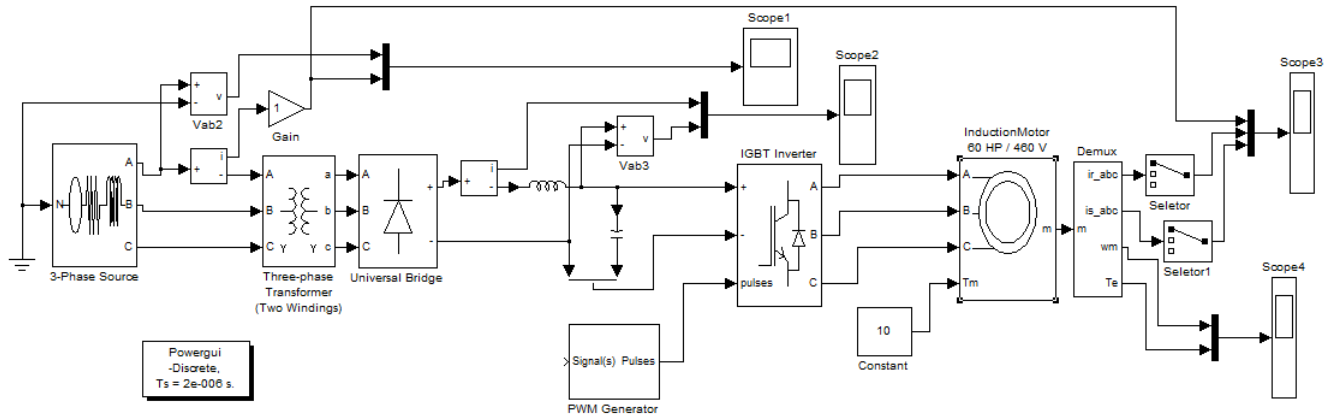 Scope1
Scope2
Scope3
+
-
v
Vab2
1
Gain
+
-
v
Vab3
InductionMotor
60 HP / 460 V
Demux
IGBT Inverter
N
A
B
C
3-Phase Source
+
i
-
A
B
C
a
b
c
Y
Y
Three-phase
Transformer
(Two Windings)
A
B
C
+
-
Universal Bridge
+
i
-
+
-
pulses
A
B
C
A
B
C
Tm
m
m
ir_abc
is_abc
wm
Te
Seletor
Seletor1
Scope4
10
Constant
Signal(s) Pulses
PWM Generator
Powergui
-Discrete,
Ts = 2e-006 s.